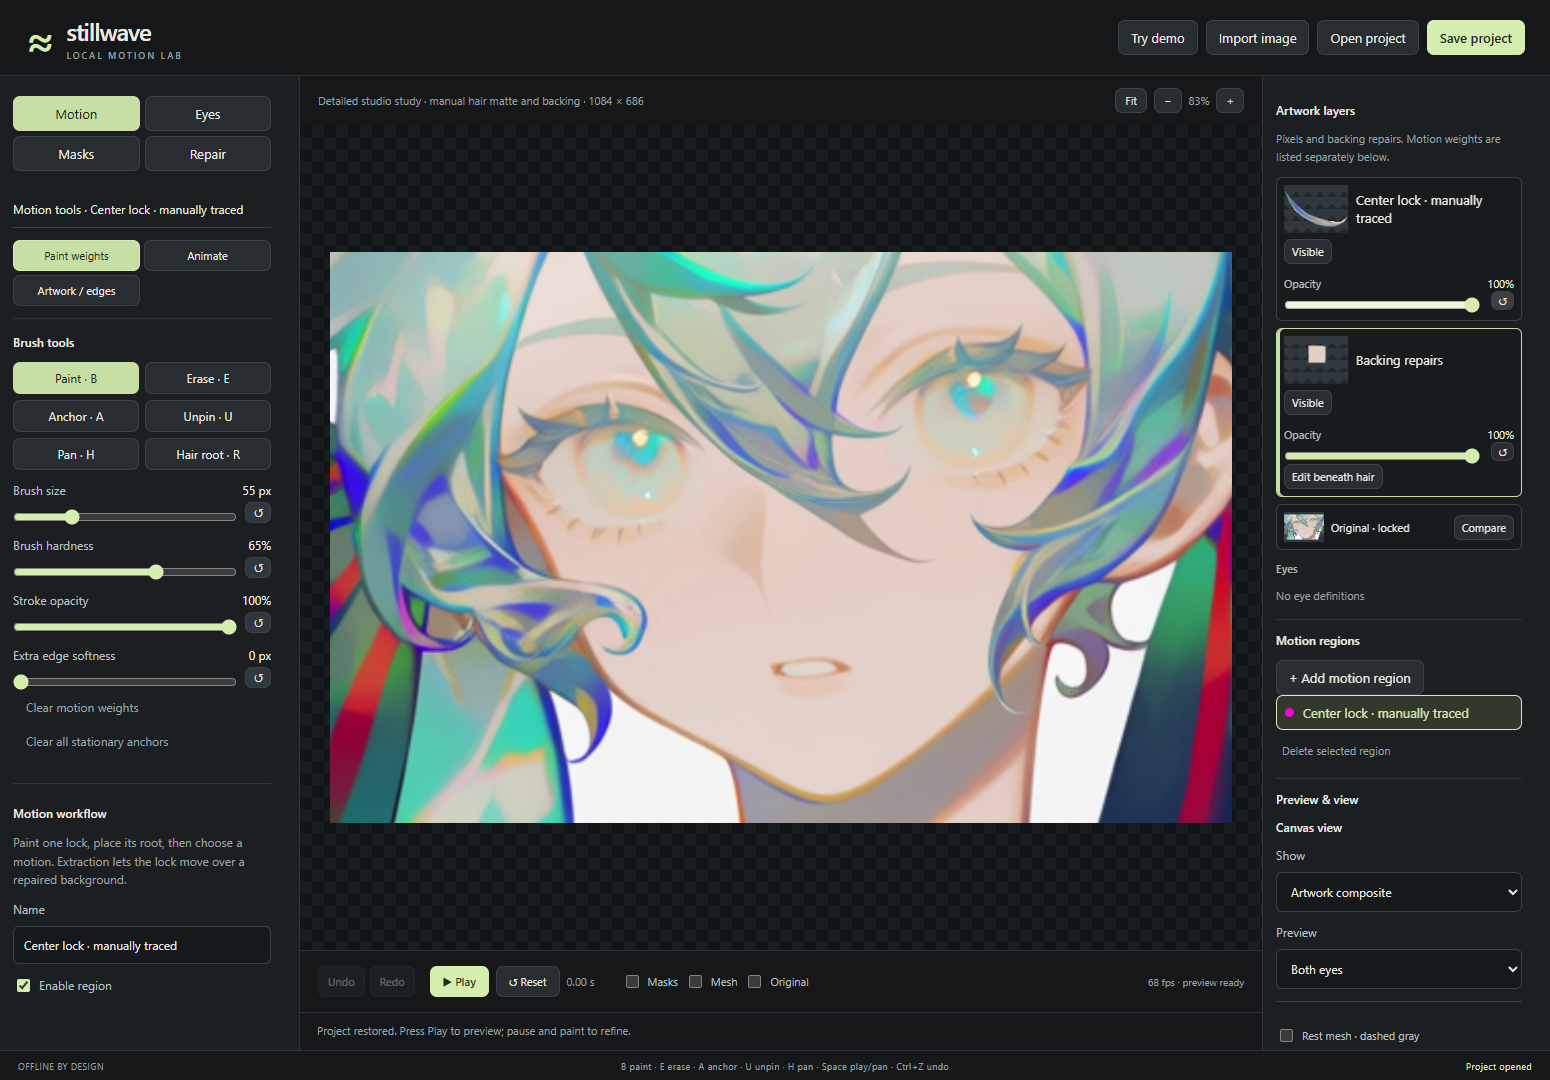 stillwave
LOCAL MOTION LAB
Try demo
Import image
Open project
Save project
Motion
Eyes
Masks
Repair
Motion tools · Center lock · manually traced
Paint weights
Animate
Artwork / edges
Brush tools
Paint · B
Erase · E
Anchor · A
Unpin · U
Pan · H
Hair root · R
Brush size
55 px
Brush hardness
65%
Stroke opacity
100%
Extra edge softness
0 px
Clear motion weights
Clear all stationary anchors
Motion workflow
Paint one lock, place its root, then choose a
motion. Extraction lets the lock move over a
repaired background.
Name
Center lock · manually traced
Enable region
Detailed studio study · manual hair matte and backing · 1084 × 686
Fit
−
83%
+
Undo
Redo
▶ Play
↺ Reset
0.00 s
Masks
Mesh
Original
68 fps · preview ready
Project restored. Press Play to preview; pause and paint to refine.
Artwork layers
Pixels and backing repairs. Motion weights are
listed separately below.
Center lock · manually
traced
Visible
Opacity
100%
Backing repairs
Visible
Opacity
100%
Edit beneath hair
Original · locked
Compare
Eyes
No eye definitions
Motion regions
+ Add motion region
Center lock · manually traced
Delete selected region
Preview & view
Canvas view
Show
Artwork composite
Preview
Both eyes
Rest mesh · dashed gray
OFFLINE BY DESIGN
B paint · E erase · A anchor · U unpin · H pan · Space play/pan · Ctrl+Z undo
Project opened